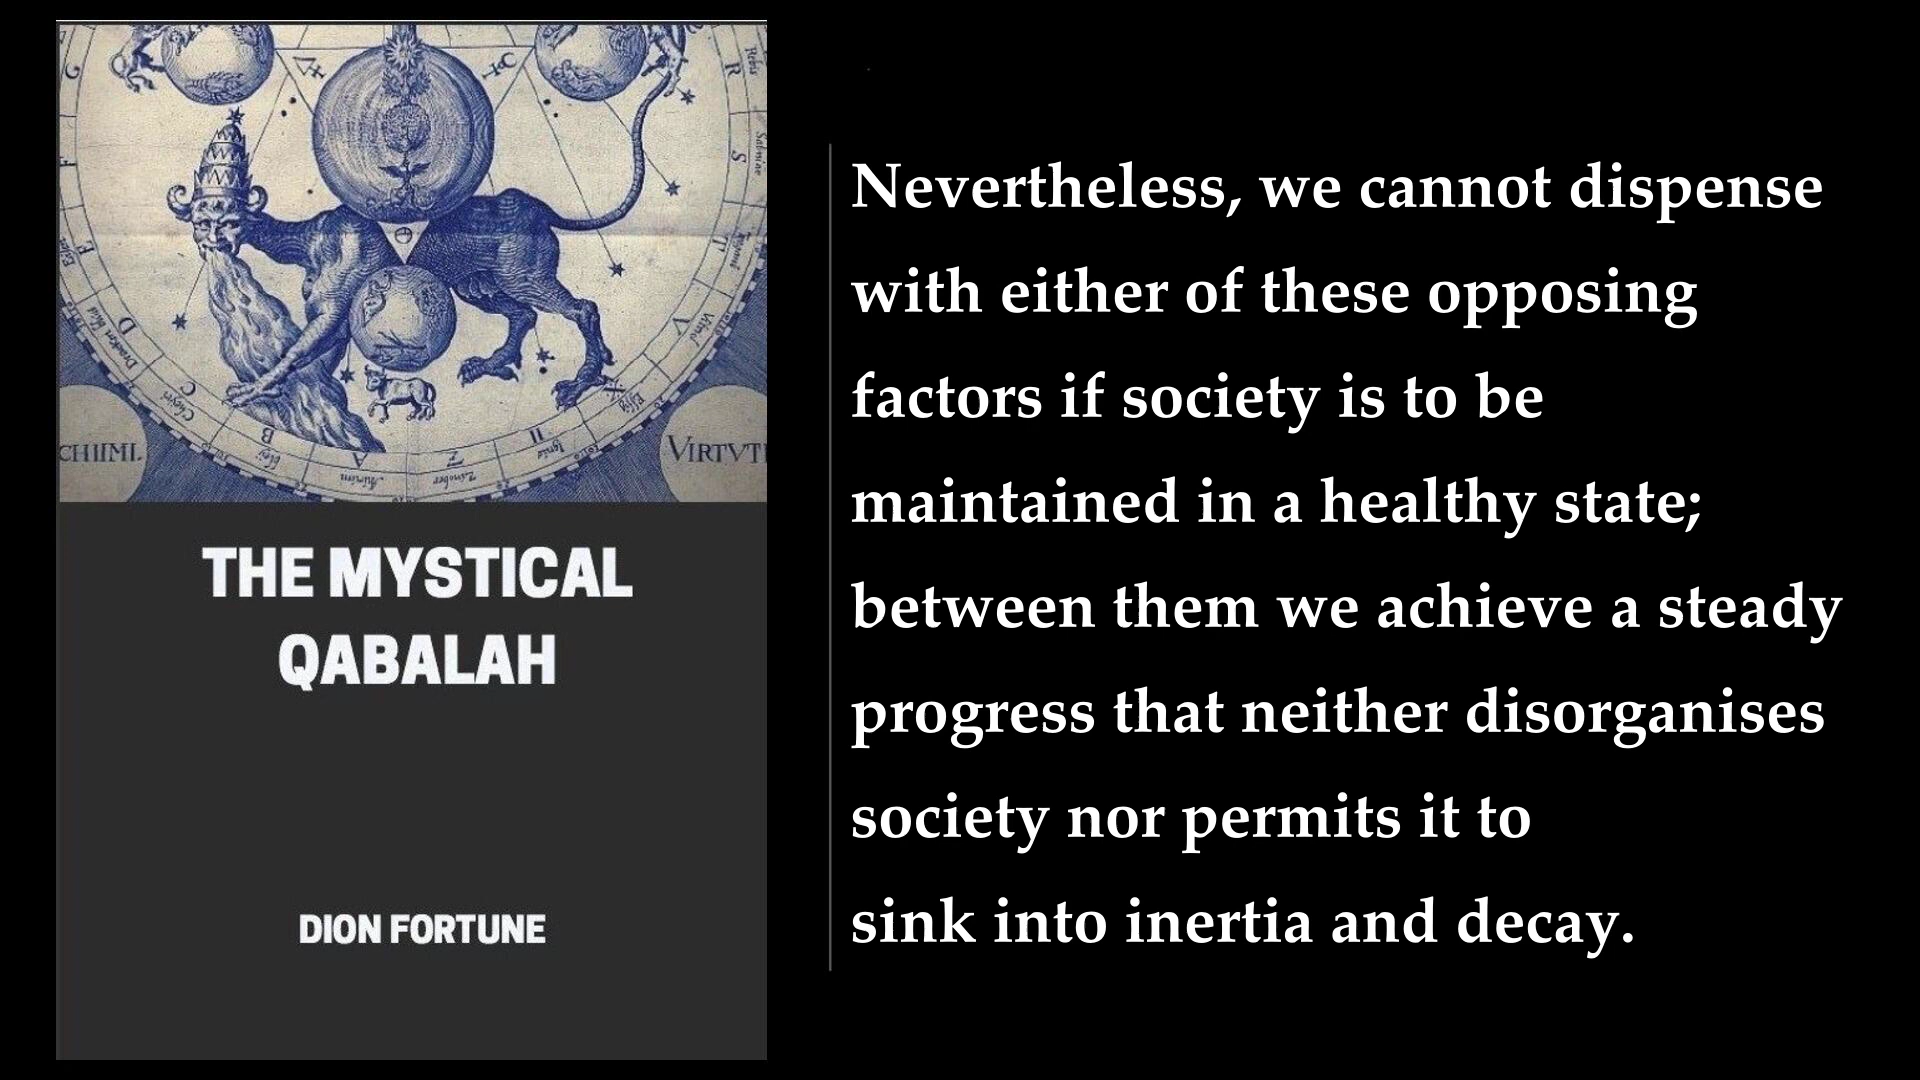 THE MYSTICAL
QABALAH
DION FORTUNE
CHIIMI.
VIRTVTI
Nevertheless, we cannot dispense
with either of these opposing
factors if society is to be
maintained in a healthy state;
between them we achieve a steady
progress that neither disorganises
society nor permits it to
sink into inertia and decay.